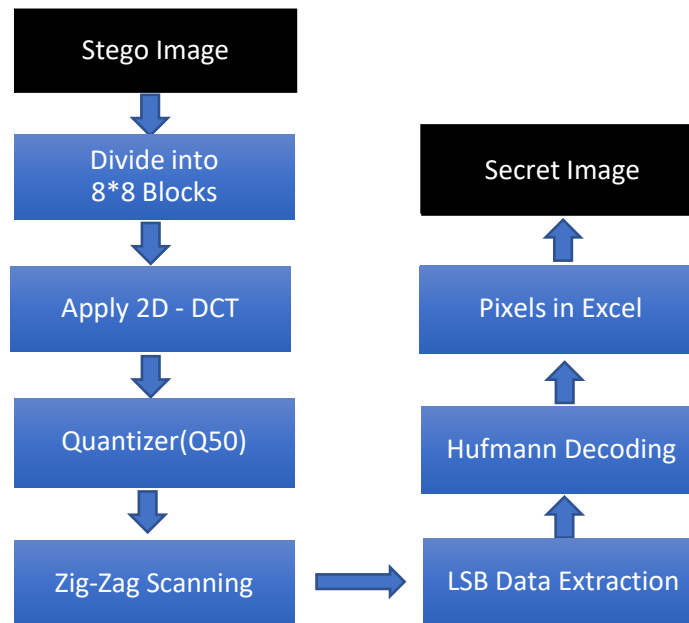 Stego Image
Divide into
8*8 Blocks
Apply 2D - DCT
Quantizer(Q50)
Zig-Zag Scanning
LSB Data Extraction
Hufmann Decoding
Pixels in Excel
Secret Image